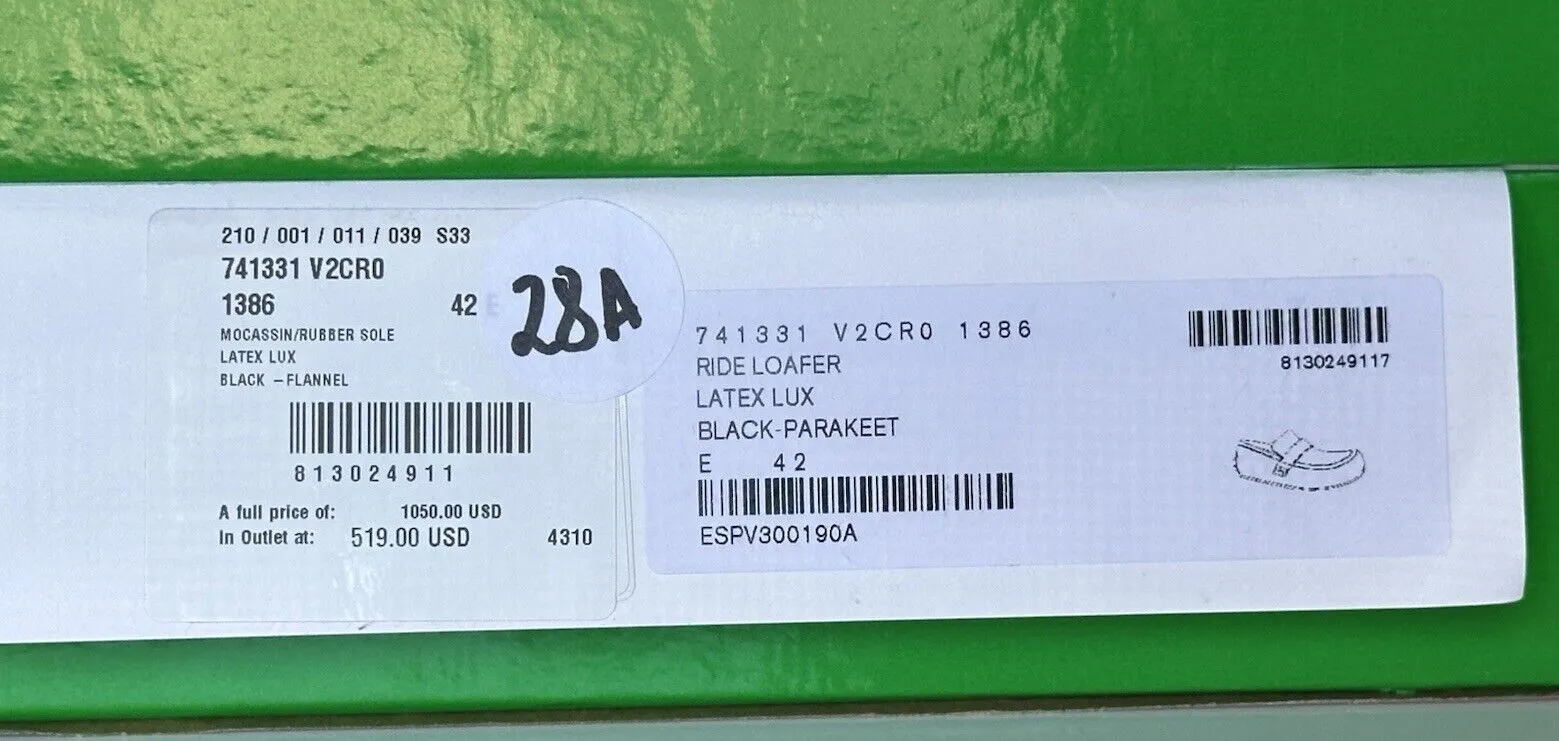 210 / 001 / 011 / 039 S33
741331 V2CR0
1386 42 E
MOCASSIN/RUBBER SOLE
LATEX LUX
BLACK –FLANNEL
813024911
A full price of: 1050.00 USD
In Outlet at: 519.00 USD 4310
28A
741331 V2CR0 1386
RIDE LOAFER
LATEX LUX
BLACK-PARAKEET
E 42
ESPV300190A
8130249117